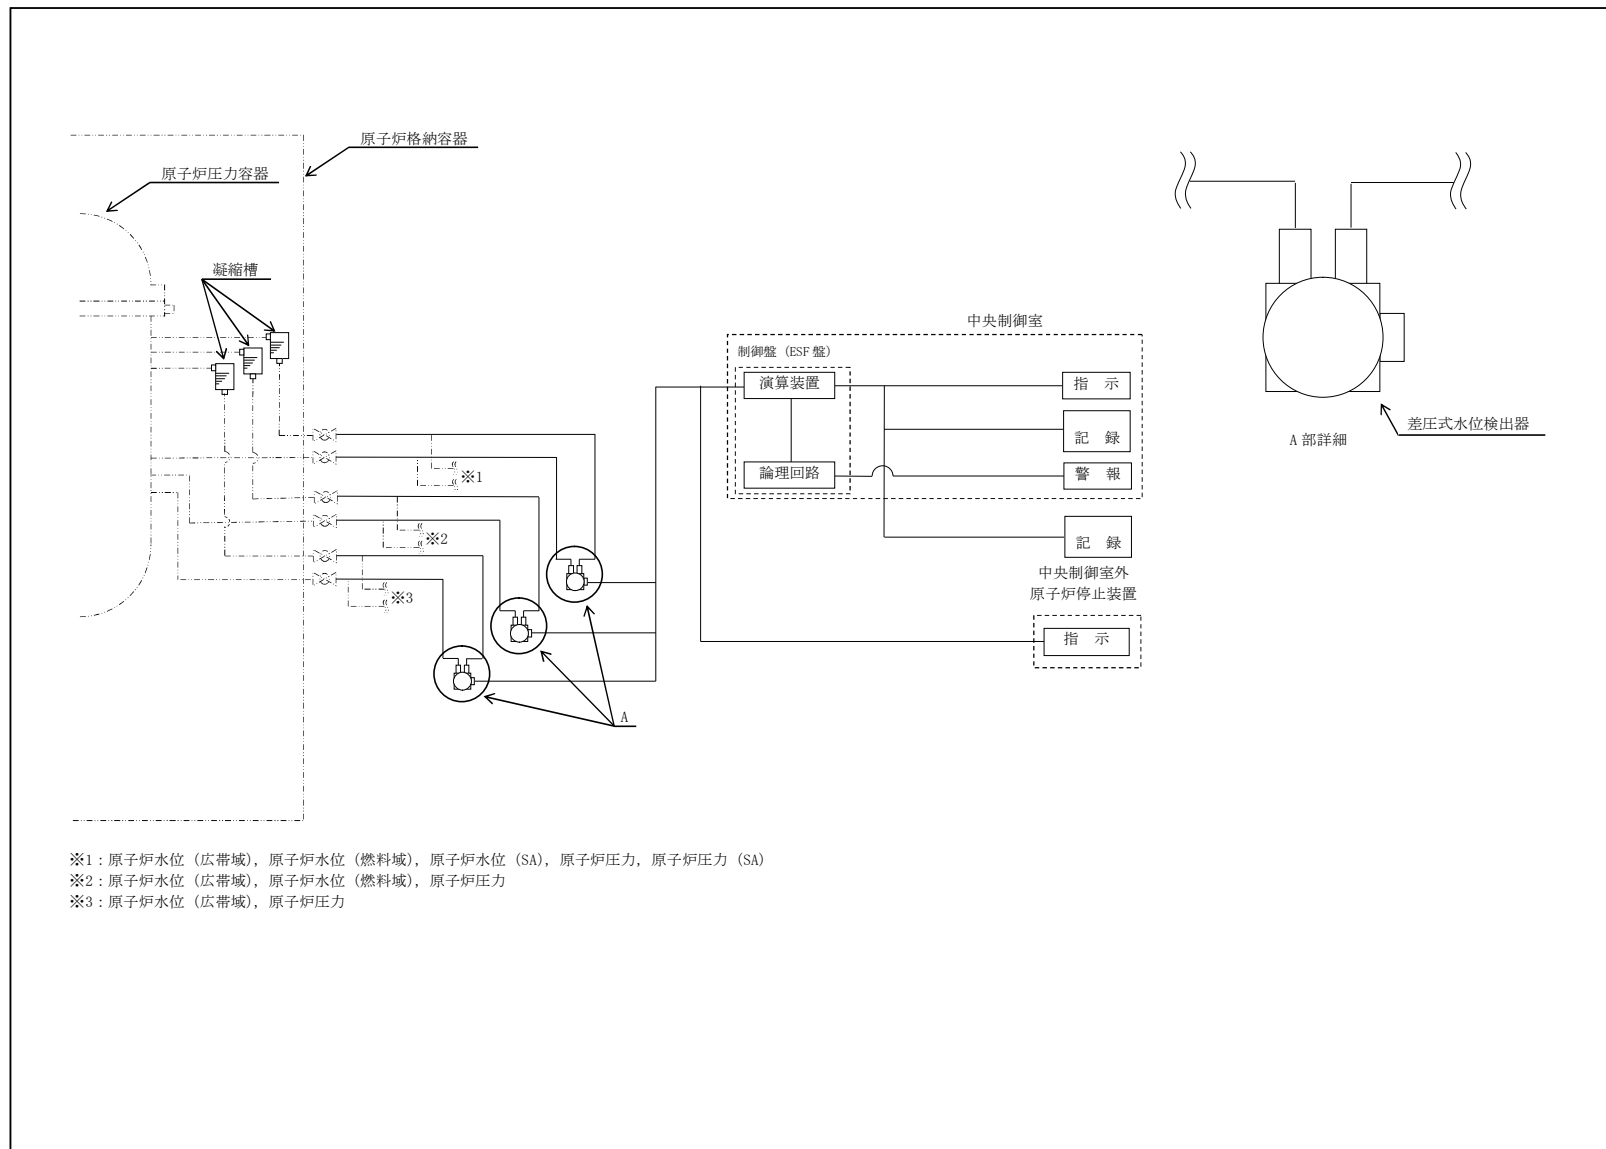 原子炉格納容器
原子炉圧力容器
凝縮槽
※1
※2
※3
A
中央制御室
制御盤（ESF 盤）
演算装置
論理回路
指　示
記　録
警　報
記　録
中央制御室外
原子炉停止装置
指　示
A 部詳細
差圧式水位検出器
※1：原子炉水位（広帯域），原子炉水位（燃料域），原子炉水位（SA），原子炉圧力，原子炉圧力（SA）
※2：原子炉水位（広帯域），原子炉水位（燃料域），原子炉圧力
※3：原子炉水位（広帯域），原子炉圧力